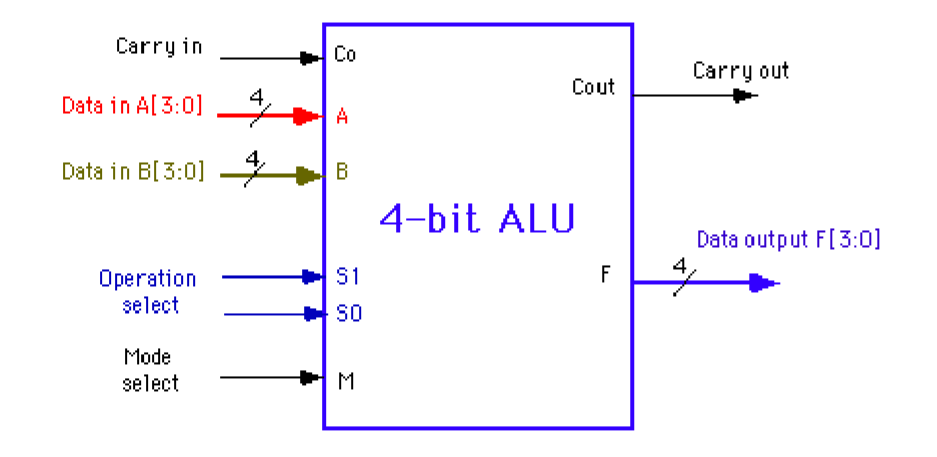 Carry in
Co
Cout
Carry out
Data in A[3:0]
4
A
Data in B[3:0]
4
B
4-bit ALU
Data output F[3:0]
Operation
select
S1
S0
F
4
Mode
select
M